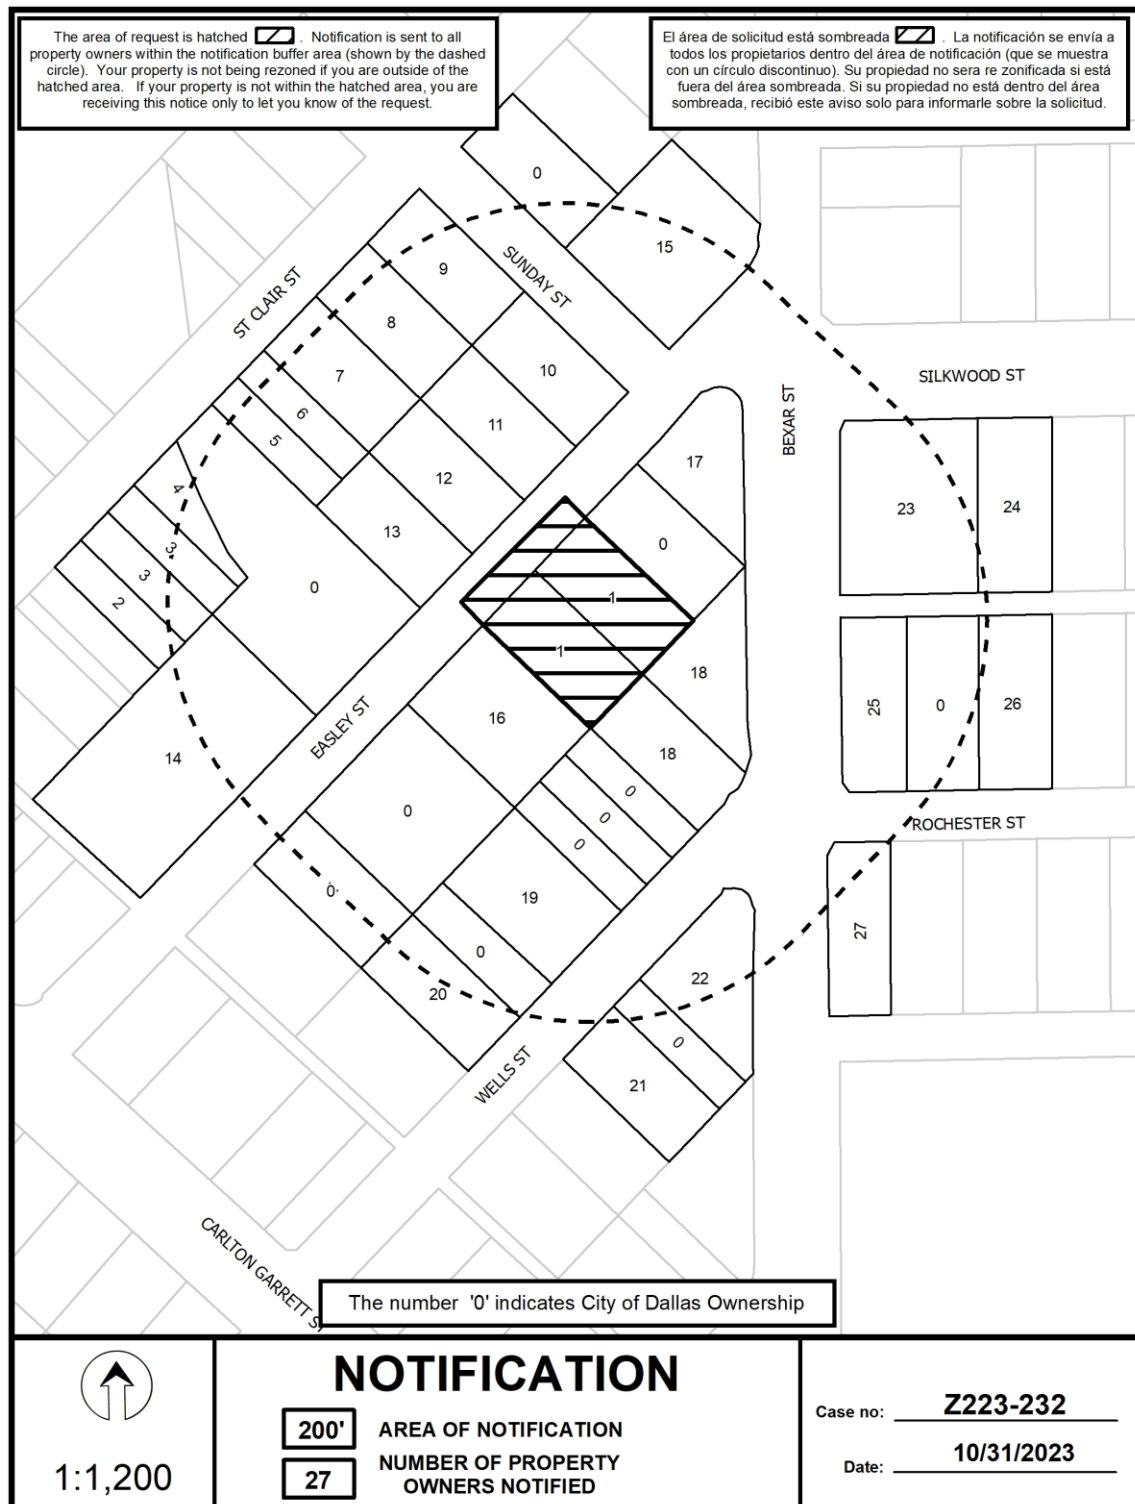 The area of request is hatched . Notification is sent to all
property owners within the notification buffer area (shown by the dashed
circle). Your property is not being rezoned if you are outside of the
hatched area. If your property is not within the hatched area, you are
receiving this notice only to let you know of the request.
El área de solicitud está sombreada . La notificación se envía a
todos los propietarios dentro del área de notificación (que se muestra
con un círculo discontinuo). Su propiedad no sera re zonificada si está
fuera del área sombreada. Si su propiedad no está dentro del área
sombreada, recibió este aviso solo para informarle sobre la solicitud.
0
15
SUNDAY ST
9
ST CLAIR ST
8
7
10
SILKWOOD ST
6
11
BEXAR ST
5
17
12
4
23
24
13
0
3
3
0
1
2
1
18
25
0
26
16
EASLEY ST
14
18
0
0
0
0
ROCHESTER ST
0
19
27
0
20
22
0
WELLS ST
21
CARLTON GARRETT ST
The number '0' indicates City of Dallas Ownership
1:1,200
NOTIFICATION
200' AREA OF NOTIFICATION
27 NUMBER OF PROPERTY
OWNERS NOTIFIED
Case no: Z223-232
Date: 10/31/2023